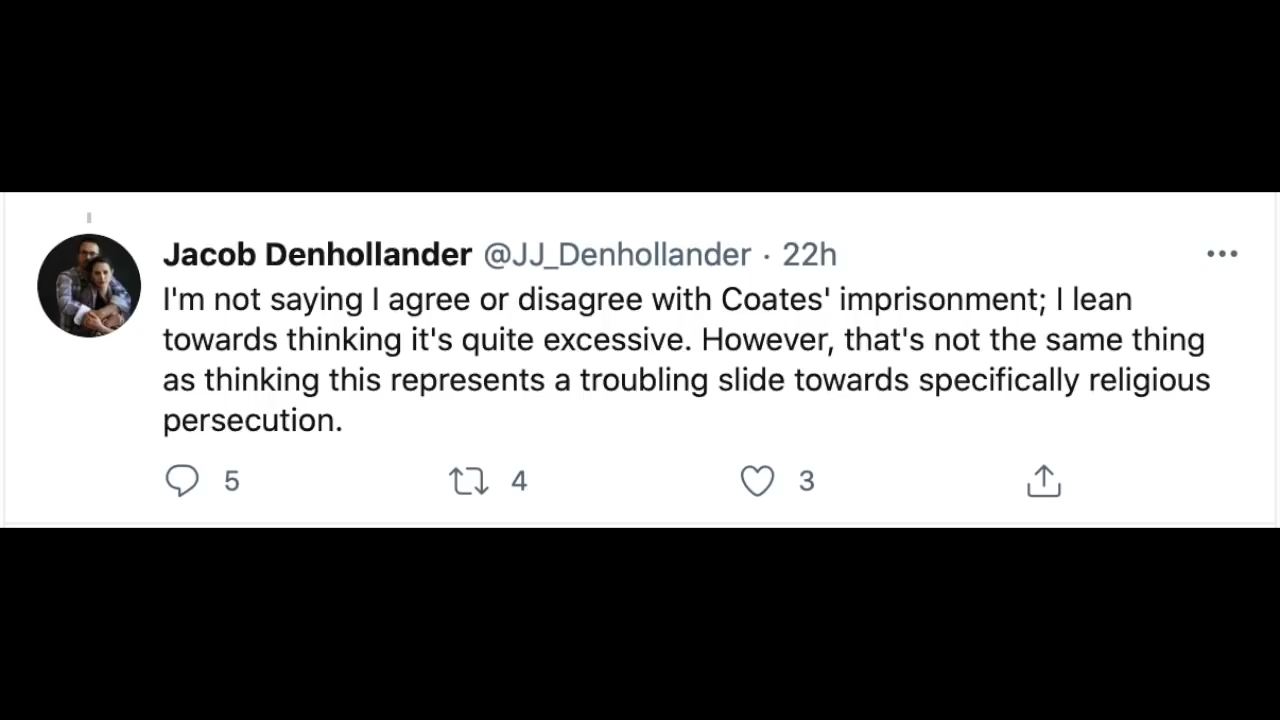 Jacob Denhollander @JJ_Denhollander · 22h
I'm not saying I agree or disagree with Coates' imprisonment; I lean
towards thinking it's quite excessive. However, that's not the same thing
as thinking this represents a troubling slide towards specifically religious
persecution.
5 4 3